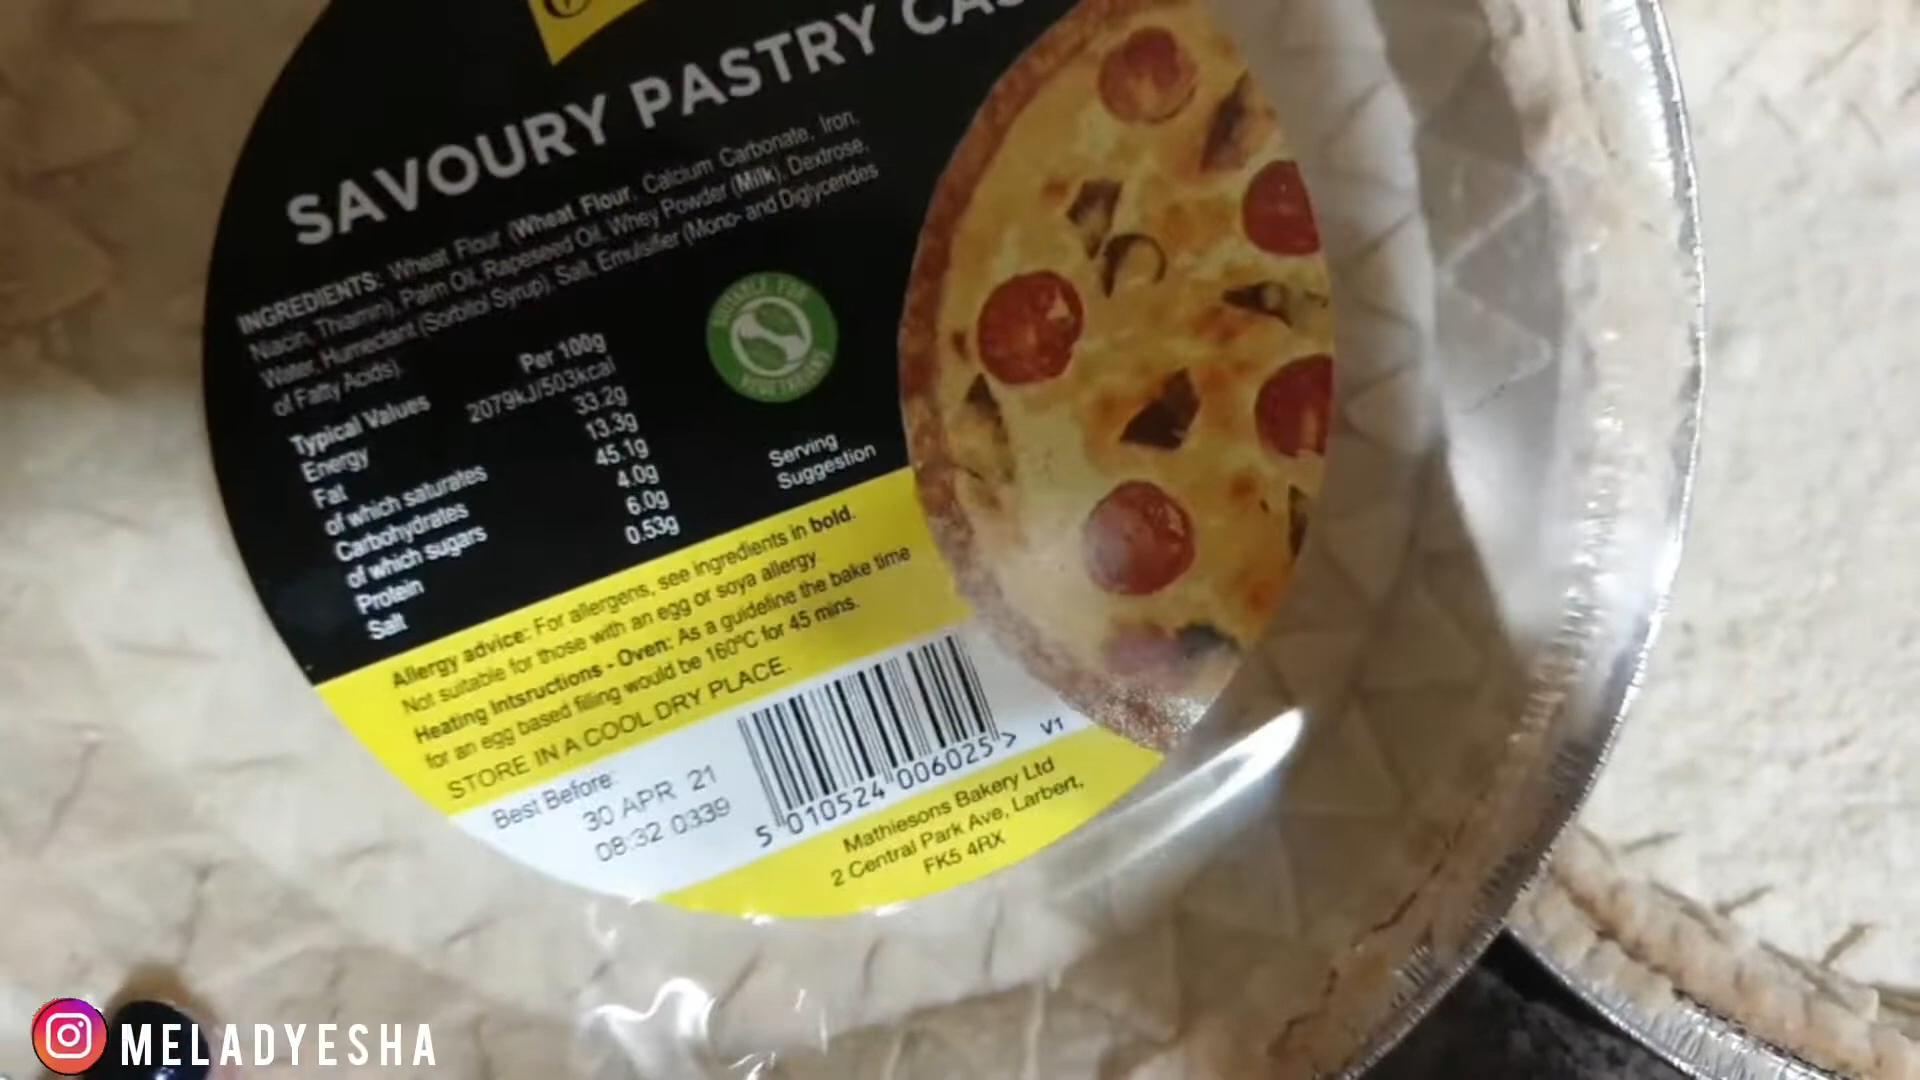 SAVOURY PASTRY
INGREDIENTS: Wheat Flour (Wheat Flour, Calcium Carbonate, Iron,
Niacin, Thiamin), Palm Oil, Rapeseed Oil, Whey Powder (Milk), Dextrose,
Water, Humectant (Sorbitol Syrup), Salt, Emulsifier (Mono- and Diglycerides
of Fatty Acids).
SUITABLE FOR
VEGETARIANS
Typical Values
Per 100g
Energy
2079kJ/503kcal
Fat
33.2g
of which saturates
13.3g
Carbohydrates
45.1g
of which sugars
4.0g
Protein
6.0g
Salt
0.53g
Serving
Suggestion
Allergy advice: For allergens, see ingredients in bold.
Not suitable for those with an egg or soya allergy
Heating Intsructions - Oven: As a guideline the bake time
for an egg based filling would be 160°C for 45 mins.
STORE IN A COOL DRY PLACE.
Best Before:
30 APR 21
08:32 0339
5 010524 006025 >
V1
Mathiesons Bakery Ltd
2 Central Park Ave, Larbert,
FK5 4RX
MELADYESHA